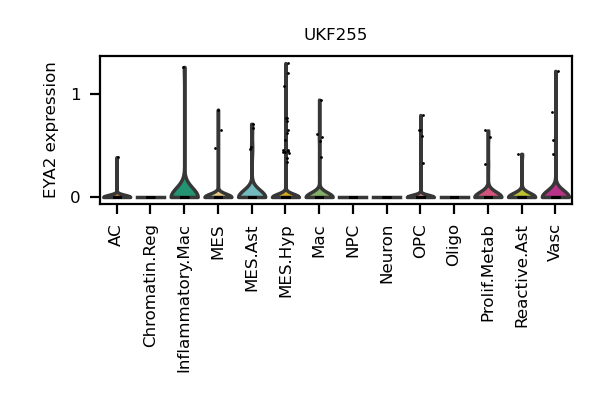 UKF255
EYA2 expression
1
0
AC
Chromatin.Reg
Inflammatory.Mac
MES
MES.Ast
MES.Hyp
Mac
NPC
Neuron
OPC
Oligo
Prolif.Metab
Reactive.Ast
Vasc